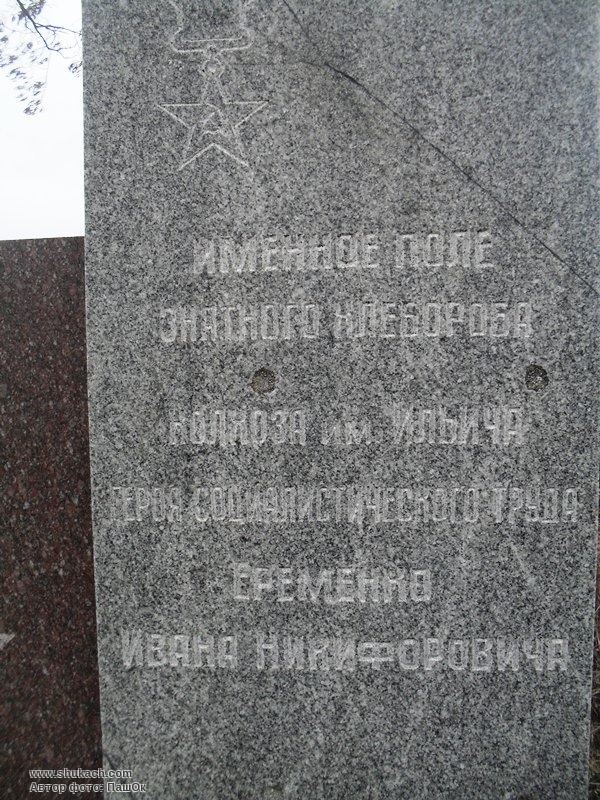 ИМЕННОЕ ПОЛЕ
ЗНАТНОГО ХЛЕБОРОБА
КОЛХОЗА ИМ. ИЛЬИЧА
ГЕРОЯ СОЦИАЛИСТИЧЕСКОГО ТРУДА
ЕРЕМЕНКО
ИВАНА НИКИФОРОВИЧА
www.shukach.com
Автор фото: ПашОк